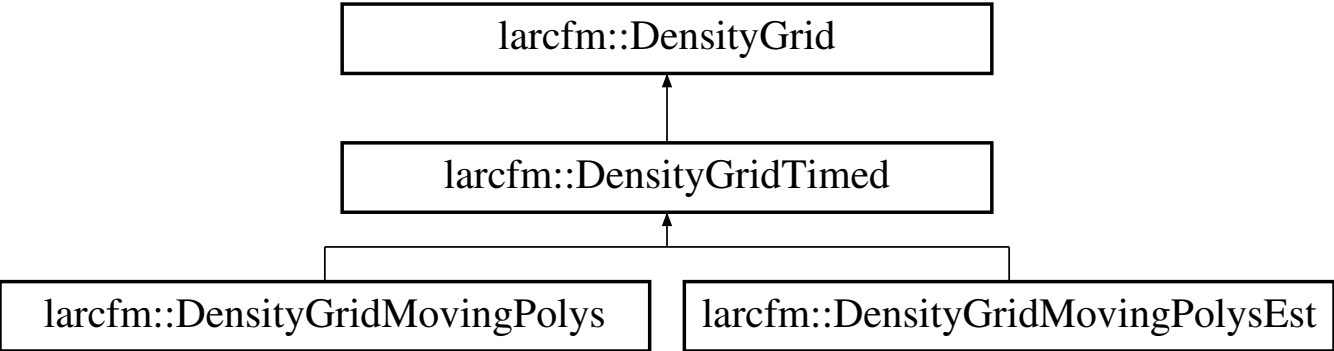 larcfm::DensityGrid
larcfm::DensityGridTimed
larcfm::DensityGridMovingPolys
larcfm::DensityGridMovingPolysEst